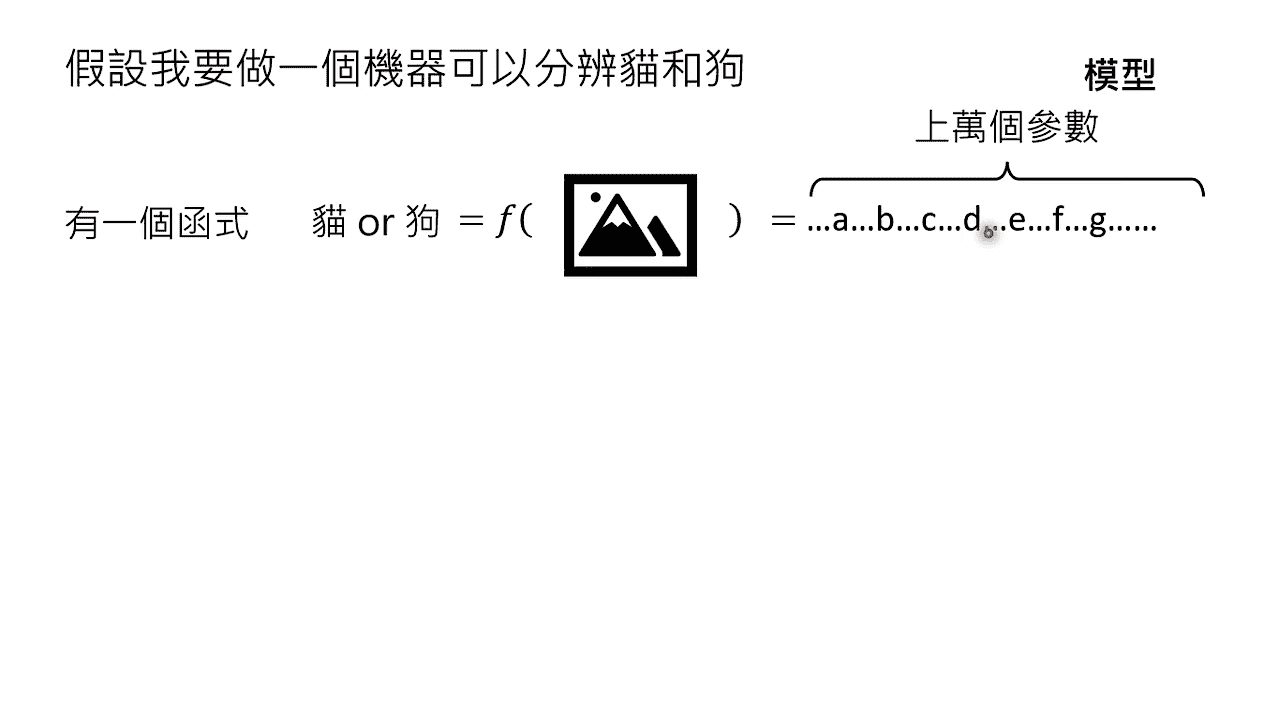 假設我要做一個機器可以分辨貓和狗
模型
上萬個參數
有一個函式 貓 or 狗 = f( ) = ...a...b...c...d...e...f...g......